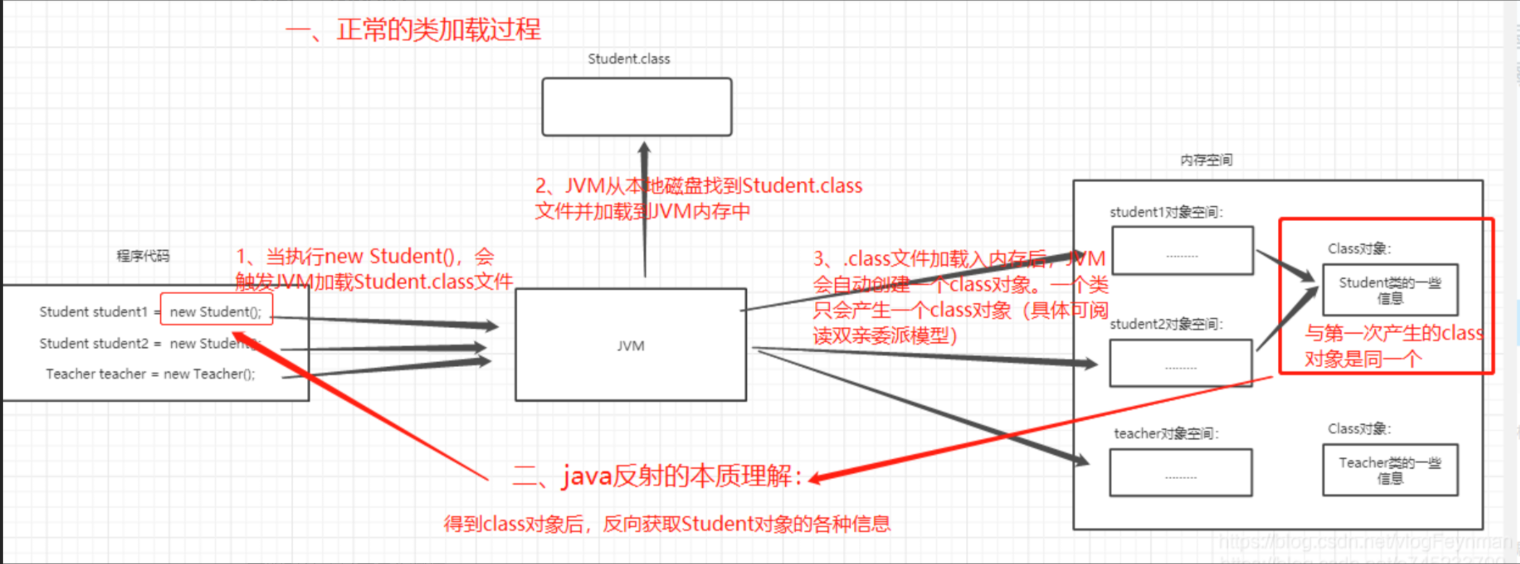 一、正常的类加载过程
Student.class
内存空间
2、JVM从本地磁盘找到Student.class
文件并加载到JVM内存中
student1对象空间：
.........
程序代码
1、当执行new Student()，会
触发JVM加载Student.class文件
3、.class文件加载入内存后，JVM
会自动创建一个class对象。一个类
只会产生一个class对象（具体可阅
读双亲委派模型）
Class对象：
Student类的一些
信息
Student student1 = new Student();
Student student2 = new Student();
Teacher teacher = new Teacher();
JVM
student2对象空间：
.........
与第一次产生的class
对象是同一个
teacher对象空间：
.........
Class对象：
Teacher类的一些
信息
二、java反射的本质理解：
得到class对象后，反向获取Student对象的各种信息
https://blog.csdn.net/vlogFeynman